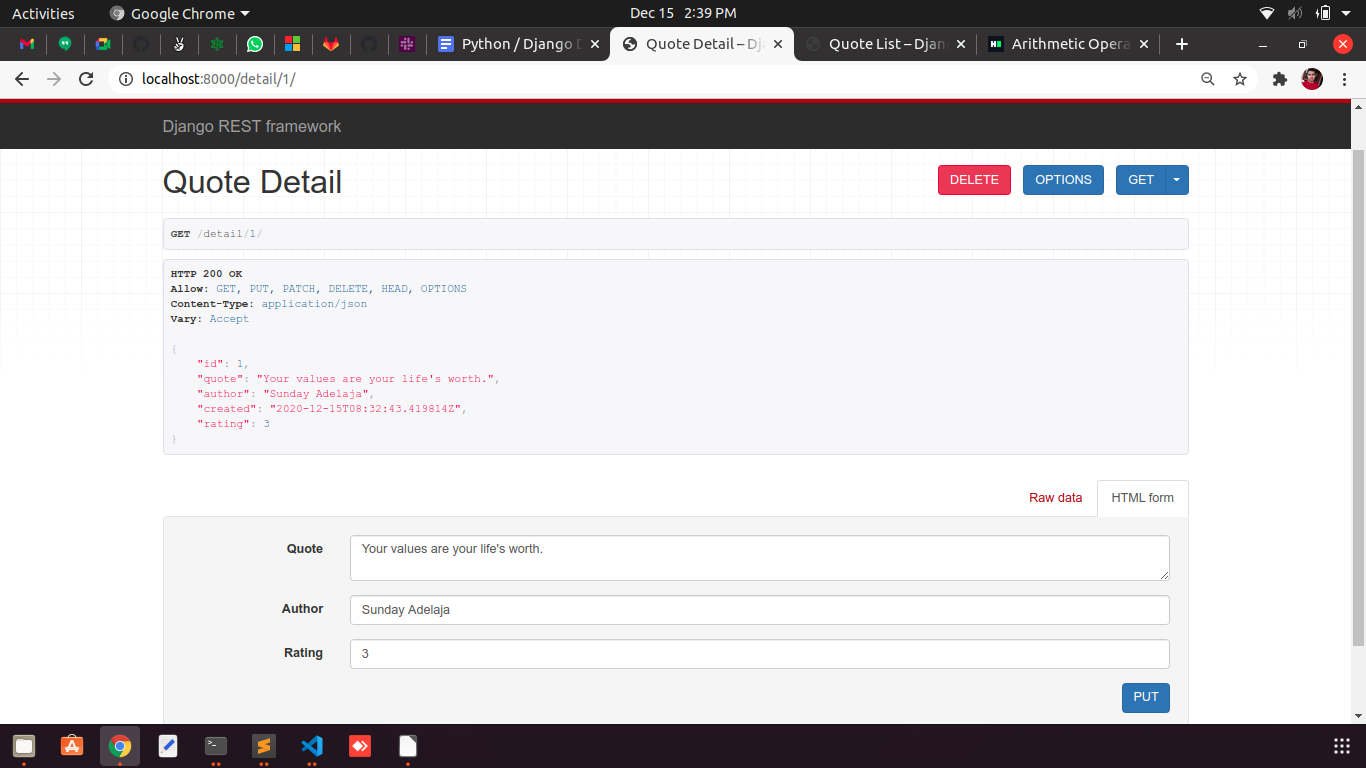 Activities
Google Chrome
Dec 15 2:39 PM
Python / Django D
Quote Detail – Dj
Quote List – Djan
Arithmetic Opera
localhost:8000/detail/1/
Django REST framework
Quote Detail
DELETE
OPTIONS
GET
GET /detail/1/
HTTP 200 OK
Allow: GET, PUT, PATCH, DELETE, HEAD, OPTIONS
Content-Type: application/json
Vary: Accept
{
"id": 1,
"quote": "Your values are your life's worth.",
"author": "Sunday Adelaja",
"created": "2020-12-15T08:32:43.419814Z",
"rating": 3
}
Raw data
HTML form
Quote
Your values are your life's worth.
Author
Sunday Adelaja
Rating
3
PUT